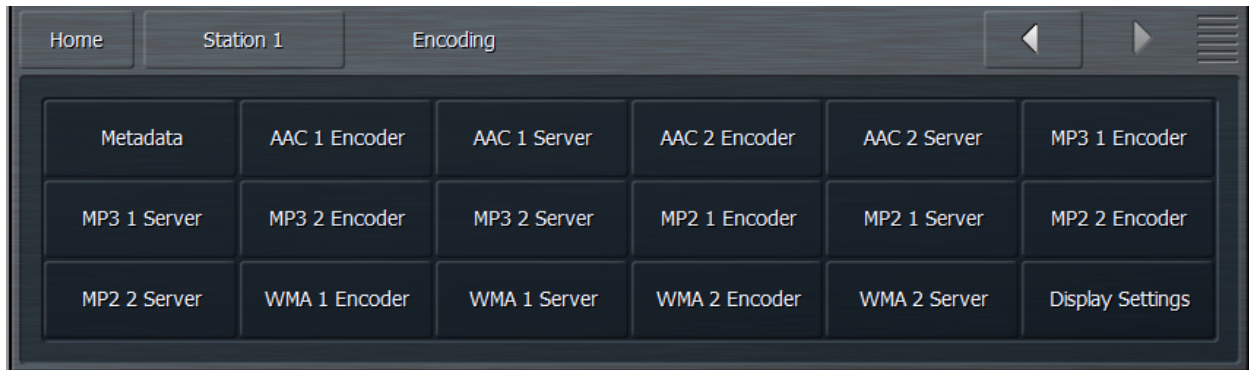 Home Station 1 Encoding
Metadata AAC 1 Encoder AAC 1 Server AAC 2 Encoder AAC 2 Server MP3 1 Encoder
MP3 1 Server MP3 2 Encoder MP3 2 Server MP2 1 Encoder MP2 1 Server MP2 2 Encoder
MP2 2 Server WMA 1 Encoder WMA 1 Server WMA 2 Encoder WMA 2 Server Display Settings